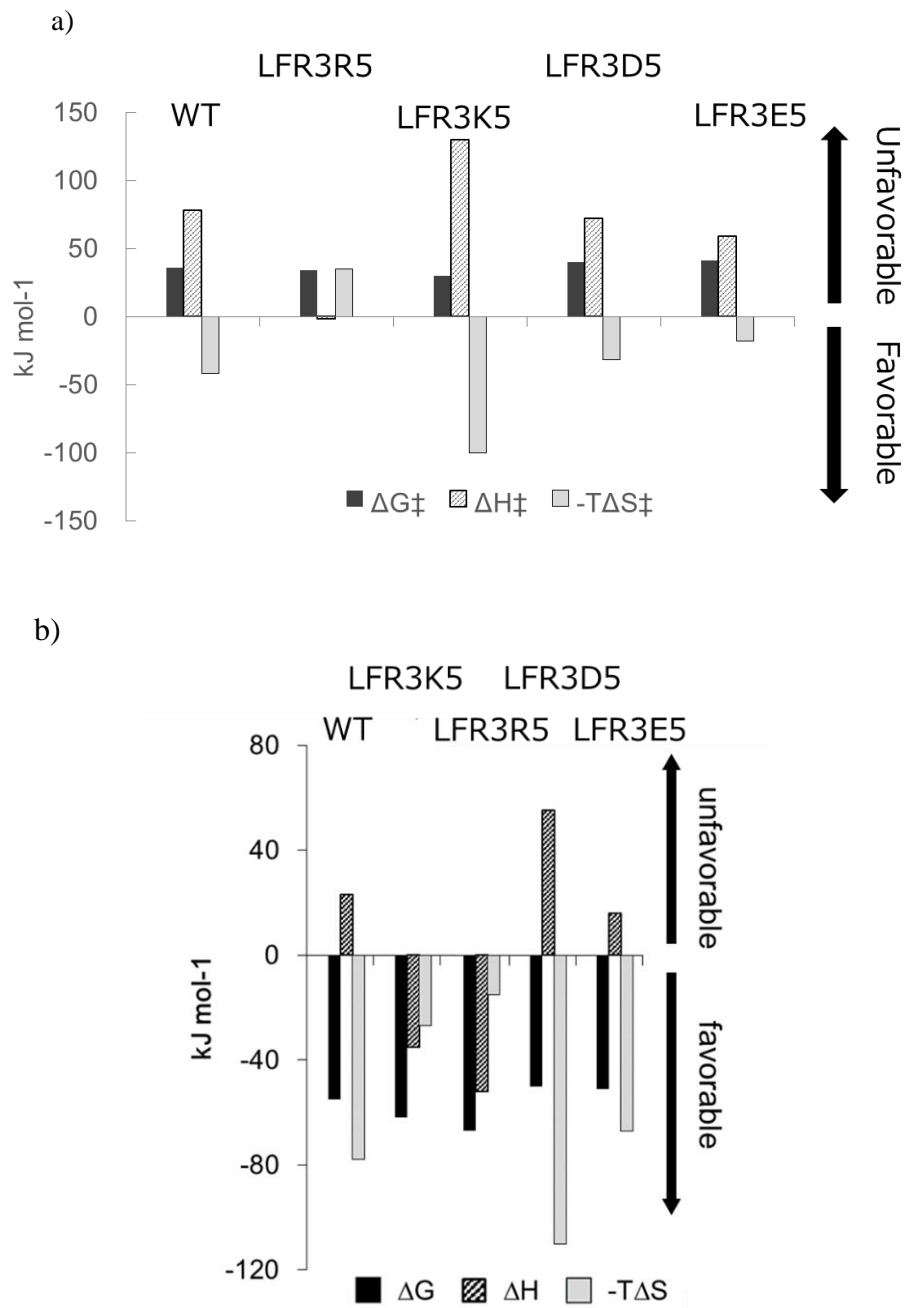 a)
LFR3R5 LFR3D5
WT LFR3K5 LFR3E5
150
100
50
0
-50
-100
-150
kJ mol-1
ΔG‡ ΔH‡ -TΔS‡
Unfavorable
Favorable
b)
LFR3K5 LFR3D5
WT LFR3R5 LFR3E5
80
40
0
-40
-80
-120
kJ mol-1
unfavorable
favorable
ΔG ΔH -TΔS